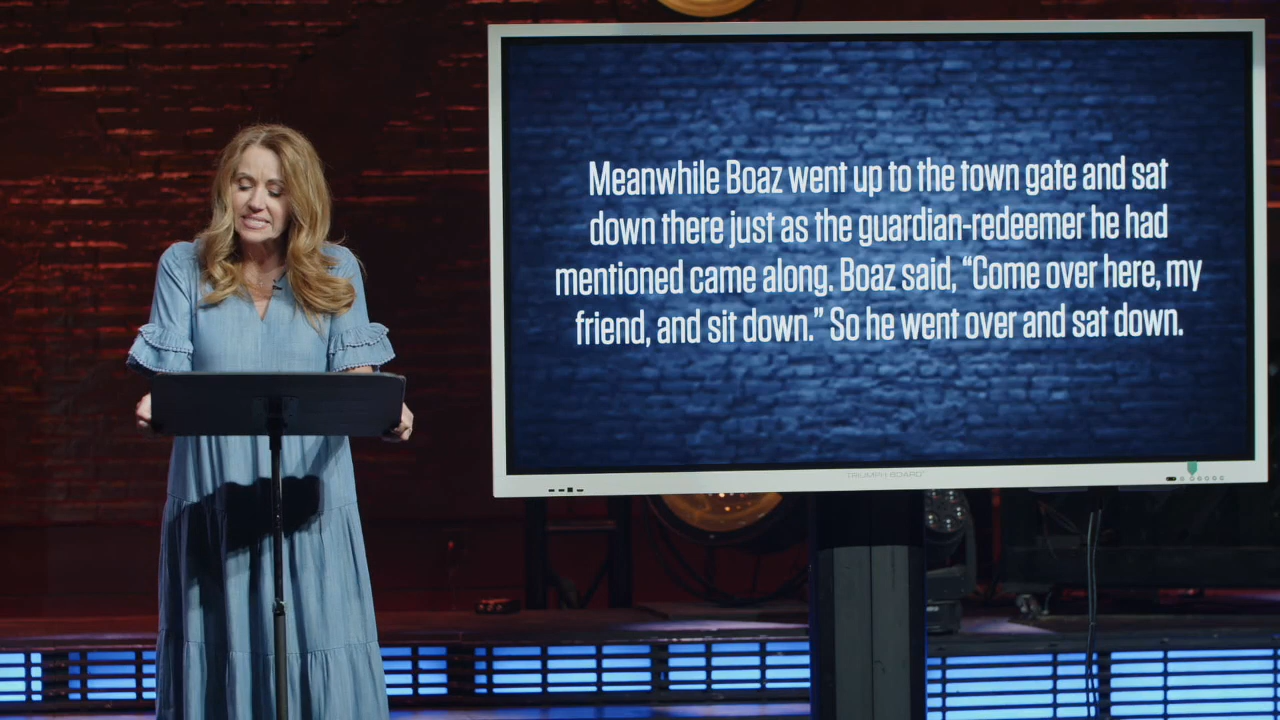 Meanwhile Boaz went up to the town gate and sat
down there just as the guardian-redeemer he had
mentioned came along. Boaz said, “Come over here, my
friend, and sit down.” So he went over and sat down.
TRIUMPH BOARD